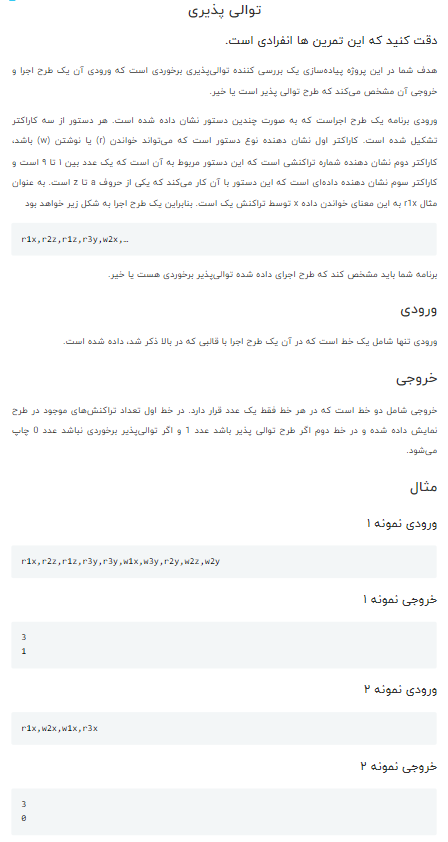 توالی پذیری
دقت کنید که این تمرین ها انفرادی است.
هدف شما در این پروژه پیاده‌سازی یک بررسی کننده توالی‌پذیری برخوردی است که ورودی آن یک طرح اجرا است و
خروجی آن مشخص می‌کند که طرح توالی پذیر است یا خیر.
ورودی برنامه یک طرح اجراست که به صورت چندین دستور نشان داده شده است. هر دستور از سه کاراکتر
تشکیل شده است. کاراکتر اول نشان دهنده نوع دستور است که می‌تواند خواندن (r) یا نوشتن (w) باشد،
کاراکتر دوم نشان دهنده شماره تراکنشی است که این دستور مربوط به آن است که یک عدد بین ۱ تا ۹ است و
کاراکتر سوم نشان دهنده داده‌ای است که این دستور با آن کار می‌کند که یکی از حروف a تا z است. به عنوان
مثال r1x به این معنای خواندن داده x توسط تراکنش یک است. بنابراین یک طرح اجرا به شکل زیر خواهد بود
r1x,r2z,r1z,r3y,w2x,…
برنامه شما باید مشخص کند که طرح اجرای داده شده توالی‌پذیر برخوردی هست یا خیر.
ورودی
ورودی تنها شامل یک خط است که در آن یک طرح اجرا با قالبی که در بالا ذکر شد، داده شده است.
خروجی
خروجی شامل دو خط است که در هر خط فقط یک عدد قرار دارد. در خط اول تعداد تراکنش‌های موجود در طرح
نمایش داده شده و در خط دوم اگر طرح توالی پذیر باشد عدد 1 و اگر توالی‌پذیر برخوردی نباشد عدد 0 چاپ
می‌شود.
مثال
ورودی نمونه ۱
r1x,r2z,r1z,r3y,r3y,w1x,w3y,r2y,w2z,w2y
خروجی نمونه ۱
3
1
ورودی نمونه ۲
r1x,w2x,w1x,r3x
خروجی نمونه ۲
3
0